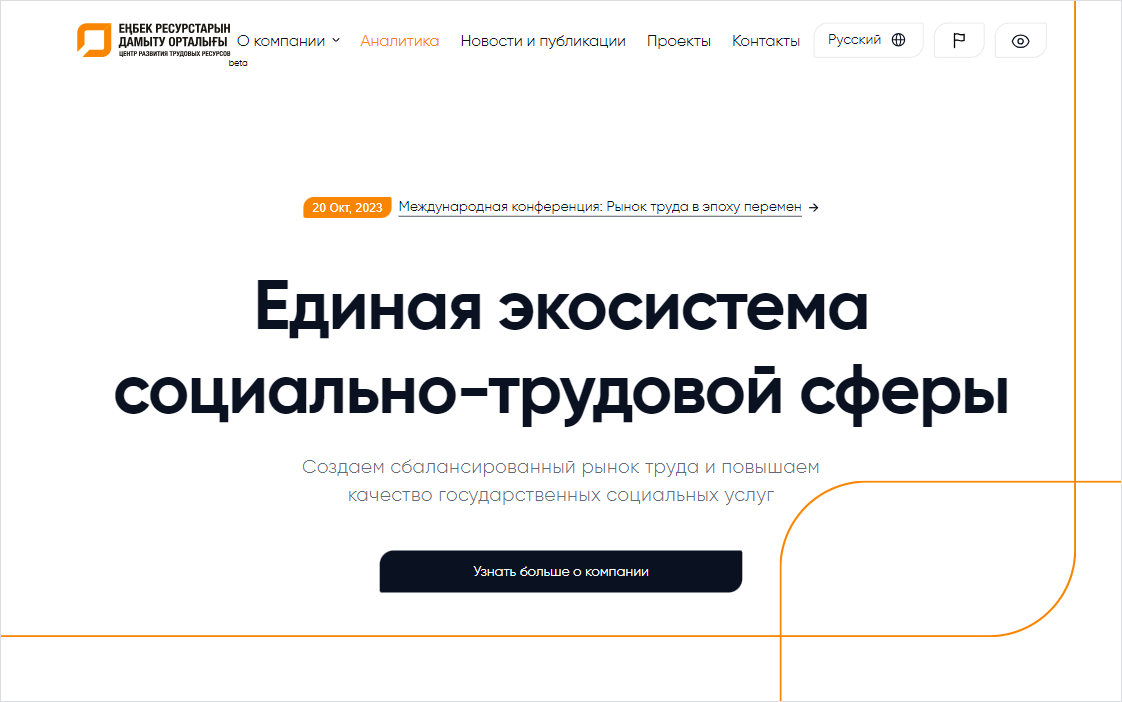 ЕҢБЕК РЕСУРСТАРЫН
ДАМЫТУ ОРТАЛЫҒЫ
ЦЕНТР РАЗВИТИЯ ТРУДОВЫХ РЕСУРСОВ
beta
О компании
Аналитика
Новости и публикации
Проекты
Контакты
Русский
20 Окт, 2023
Международная конференция: Рынок труда в эпоху перемен
Единая экосистема
социально-трудовой сферы
Создаем сбалансированный рынок труда и повышаем
качество государственных социальных услуг
Узнать больше о компании